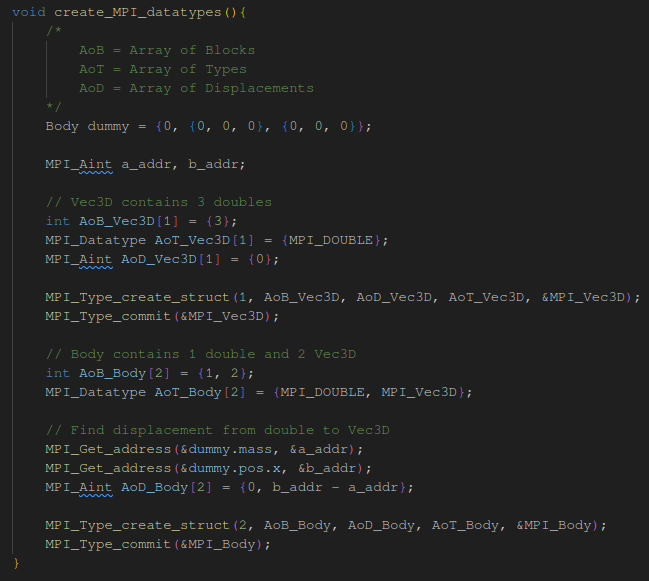 void create_MPI_datatypes(){
/*
AoB = Array of Blocks
AoT = Array of Types
AoD = Array of Displacements
*/
Body dummy = {0, {0, 0, 0}, {0, 0, 0}};
MPI_Aint a_addr, b_addr;
// Vec3D contains 3 doubles
int AoB_Vec3D[1] = {3};
MPI_Datatype AoT_Vec3D[1] = {MPI_DOUBLE};
MPI_Aint AoD_Vec3D[1] = {0};
MPI_Type_create_struct(1, AoB_Vec3D, AoD_Vec3D, AoT_Vec3D, &MPI_Vec3D);
MPI_Type_commit(&MPI_Vec3D);
// Body contains 1 double and 2 Vec3D
int AoB_Body[2] = {1, 2};
MPI_Datatype AoT_Body[2] = {MPI_DOUBLE, MPI_Vec3D};
// Find displacement from double to Vec3D
MPI_Get_address(&dummy.mass, &a_addr);
MPI_Get_address(&dummy.pos.x, &b_addr);
MPI_Aint AoD_Body[2] = {0, b_addr - a_addr};
MPI_Type_create_struct(2, AoB_Body, AoD_Body, AoT_Body, &MPI_Body);
MPI_Type_commit(&MPI_Body);
}